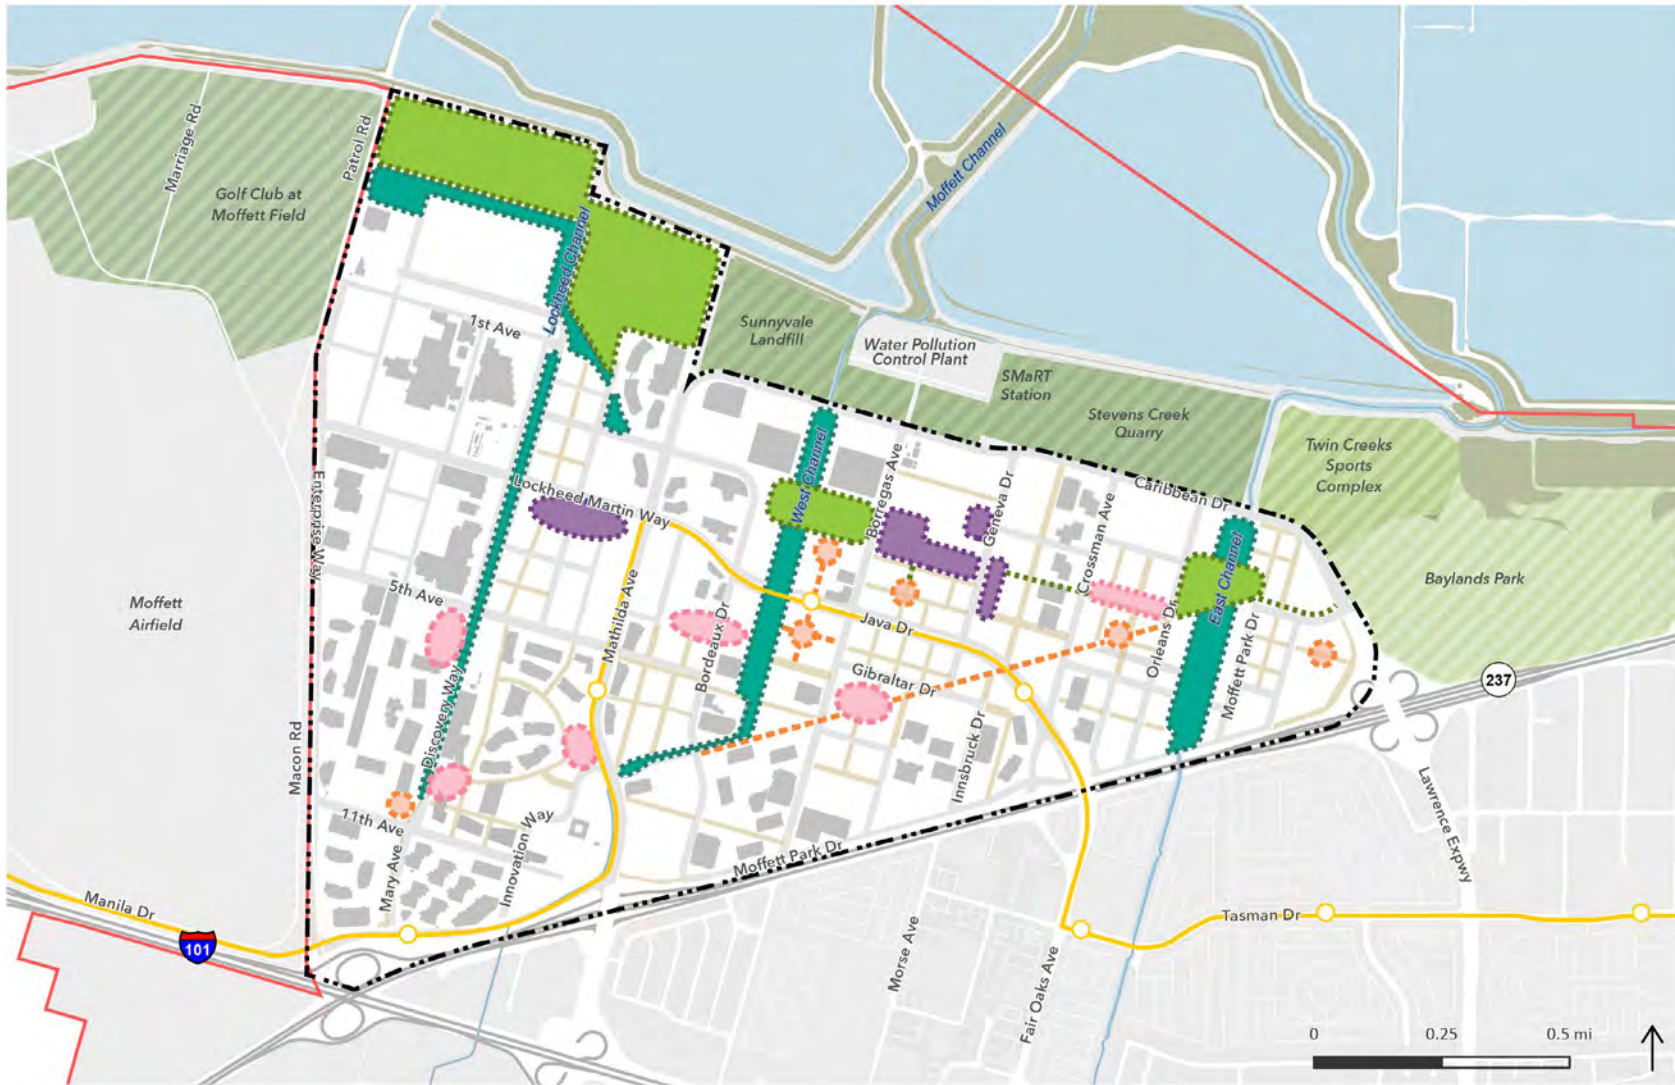 Marriage Rd
Patrol Rd
Golf Club at
Moffett Field
Moffett Channel
Lockheed Channel
1st Ave
Sunnyvale
Landfill
Water Pollution
Control Plant
SMaRT
Station
Stevens Creek
Quarry
Twin Creeks
Sports
Complex
Baylands Park
Caribbean Dr
West Channel
Borregas Ave
Geneva Dr
Crossman Ave
East Channel
Enterprise Way
Lockheed Martin Way
Moffett
Airfield
5th Ave
Mathilda Ave
Bordeaux Dr
Java Dr
Orleans Dr
Moffett Park Dr
Gibraltar Dr
237
Discovery Way
Macon Rd
Innsbruck Dr
11th Ave
Mary Ave
Innovation Way
Moffett Park Dr
Lawrence Expwy
Manila Dr
101
Morse Ave
Fair Oaks Ave
Tasman Dr
0 0.25 0.5 mi